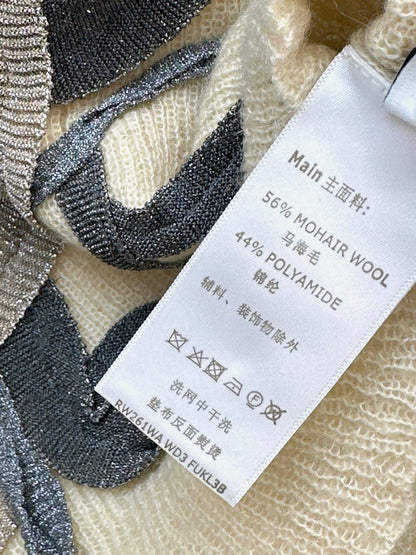 Main 主面料:
56% MOHAIR WOOL
马海毛
44% POLYAMIDE
锦纶
辅料、装饰物除外
洗网中干洗
垫布反面熨烫
RW261WA WD3 FUKL3B